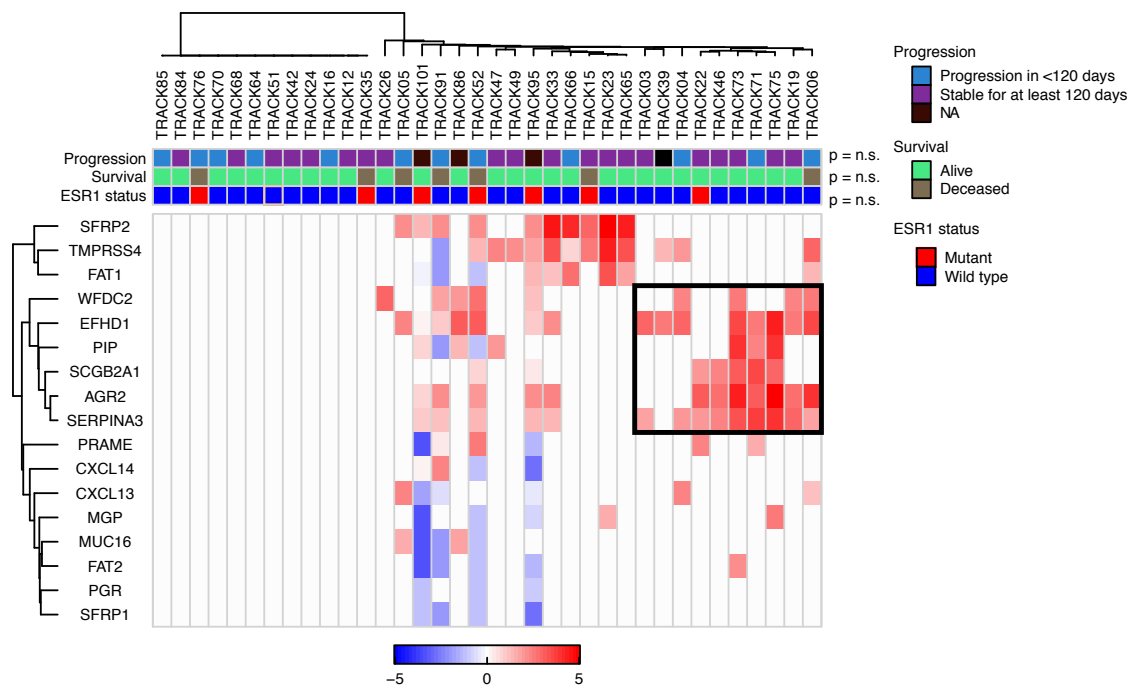 TRACK85
TRACK84
TRACK76
TRACK70
TRACK68
TRACK64
TRACK51
TRACK42
TRACK24
TRACK16
TRACK12
TRACK35
TRACK26
TRACK05
TRACK101
TRACK91
TRACK86
TRACK52
TRACK47
TRACK49
TRACK95
TRACK33
TRACK66
TRACK15
TRACK23
TRACK65
TRACK03
TRACK39
TRACK04
TRACK22
TRACK46
TRACK73
TRACK71
TRACK75
TRACK19
TRACK06
Progression p = n.s.
Survival p = n.s.
ESR1 status p = n.s.
SFRP2
TMPRSS4
FAT1
WFDC2
EFHD1
PIP
SCGB2A1
AGR2
SERPINA3
PRAME
CXCL14
CXCL13
MGP
MUC16
FAT2
PGR
SFRP1
−5 0 5
Progression
Progression in <120 days
Stable for at least 120 days
NA
Survival
Alive
Deceased
ESR1 status
Mutant
Wild type